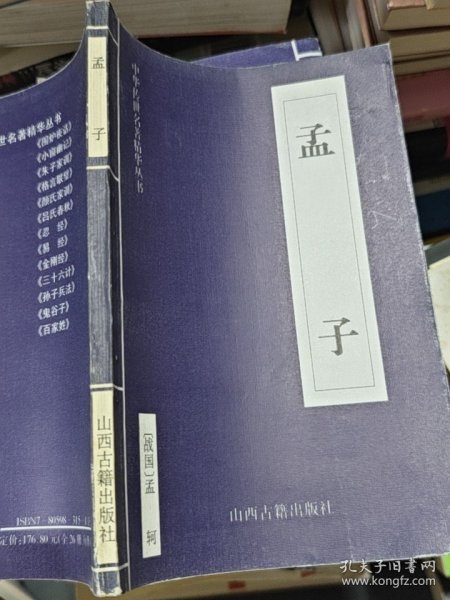 中华传世名著精华丛书
孟子
〔战国〕孟轲
山西古籍出版社
孟子
山西古籍出版社
世名著精华丛书
《围炉夜话》
《小窗幽记》
《朱子家训》
《格言联璧》
《颜氏家训》
《吕氏春秋》
《忍经》
《易经》
《金刚经》
《三十六计》
《孙子兵法》
《鬼谷子》
《百家姓》
ISBN7-80598-315-
定价:176.80元(全26册
孔夫子旧书网
www.kongfz.com